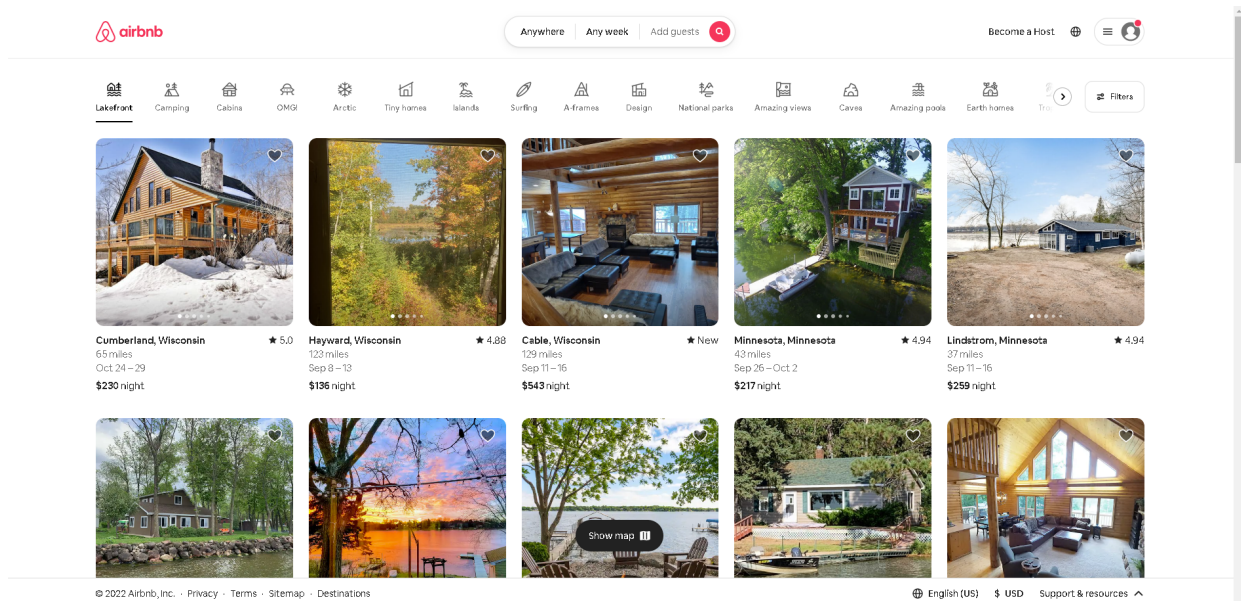 airbnb
Anywhere Any week Add guests
Become a Host
Lakefront Camping Cabins OMG! Arctic Tiny homes Islands Surfing A-frames Design National parks Amazing views Caves Amazing pools Earth homes
Filters
Cumberland, Wisconsin ★ 5.0
65 miles
Oct 24 – 29
$230 night
Hayward, Wisconsin ★ 4.88
123 miles
Sep 8 – 13
$136 night
Cable, Wisconsin ★ New
129 miles
Sep 11 – 16
$543 night
Minnesota, Minnesota ★ 4.94
43 miles
Sep 26 – Oct 2
$217 night
Lindstrom, Minnesota ★ 4.94
37 miles
Sep 11 – 16
$259 night
Show map
© 2022 Airbnb, Inc. · Privacy · Terms · Sitemap · Destinations
English (US) $ USD Support & resources